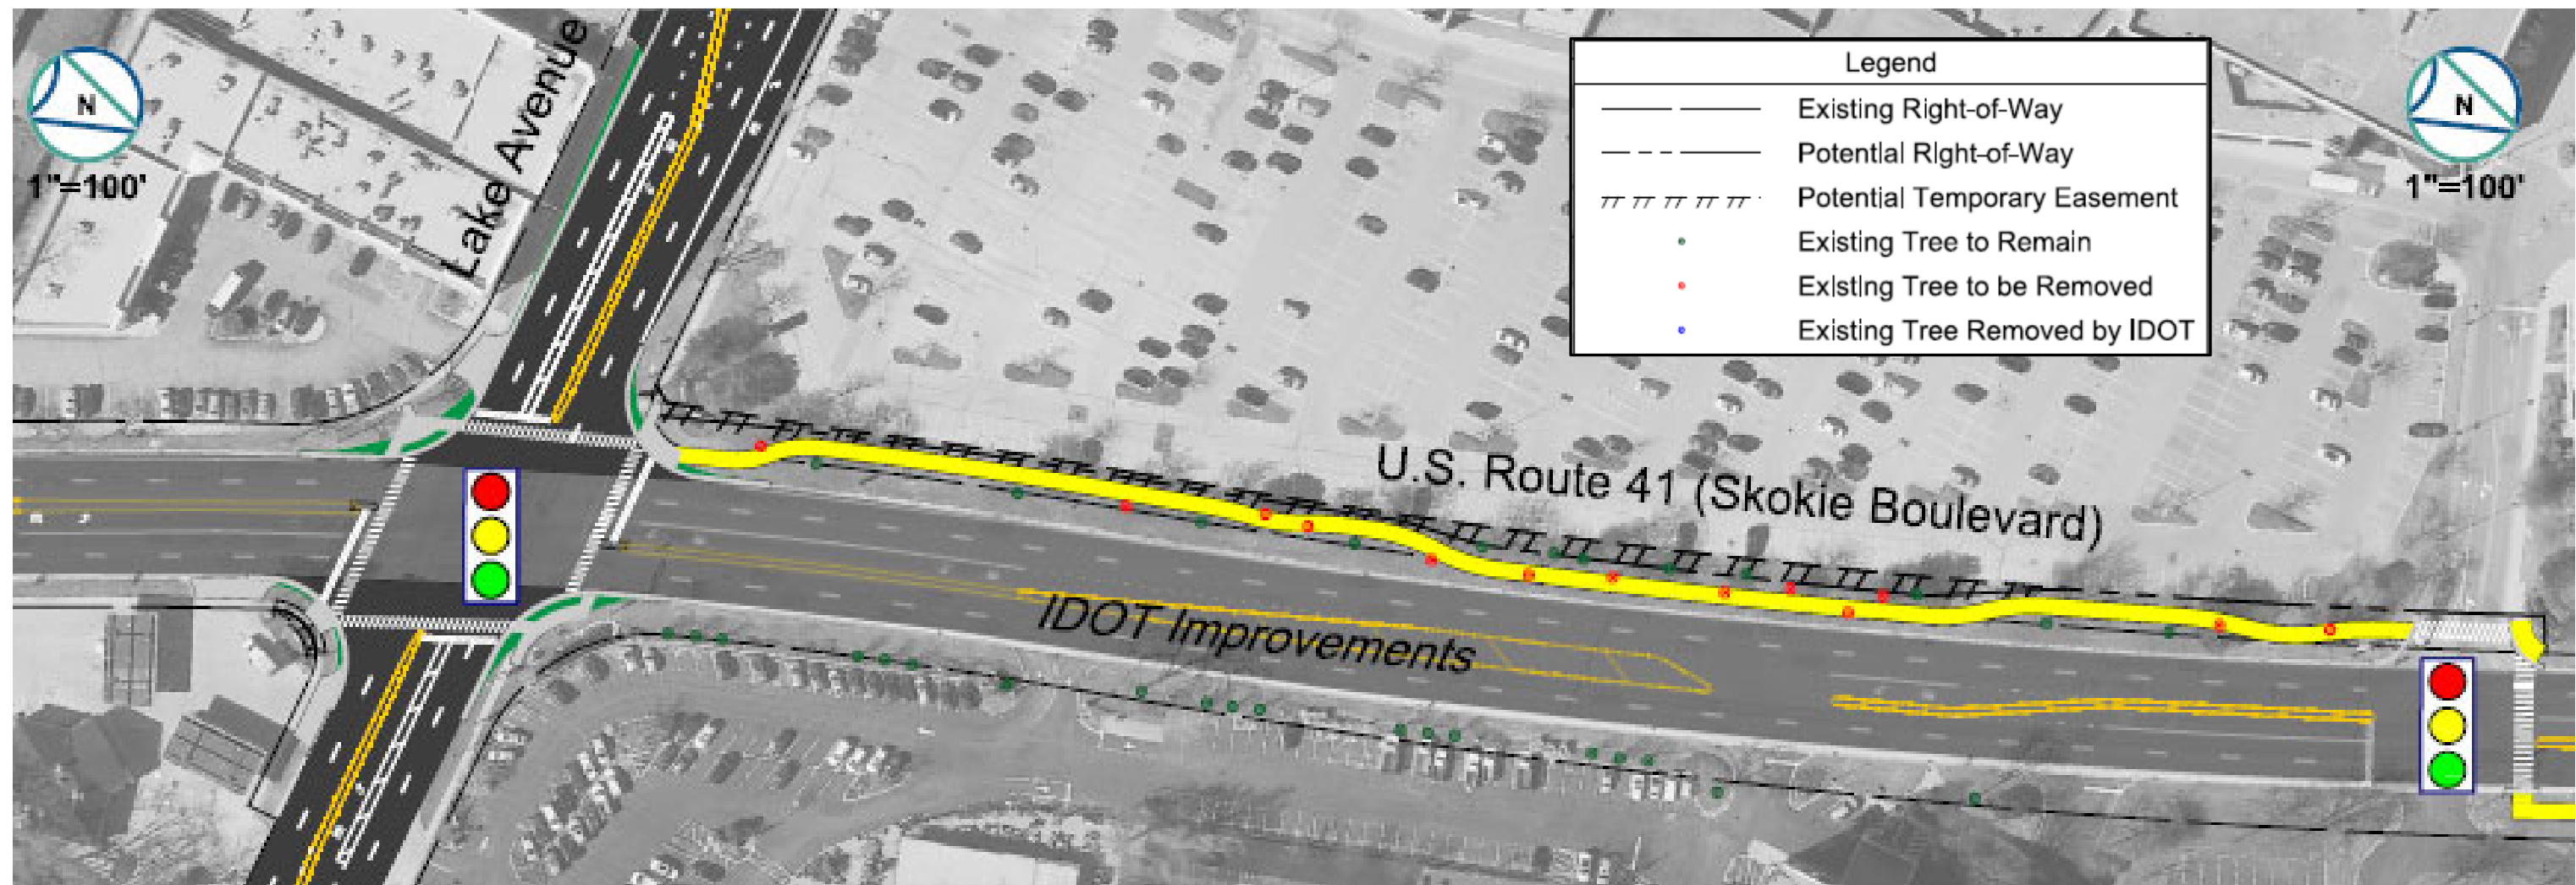 N
1"=100'
Lake Avenue
Legend
Existing Right-of-Way
Potential Right-of-Way
Potential Temporary Easement
Existing Tree to Remain
Existing Tree to be Removed
Existing Tree Removed by IDOT
N
1"=100'
U.S. Route 41 (Skokie Boulevard)
IDOT Improvements